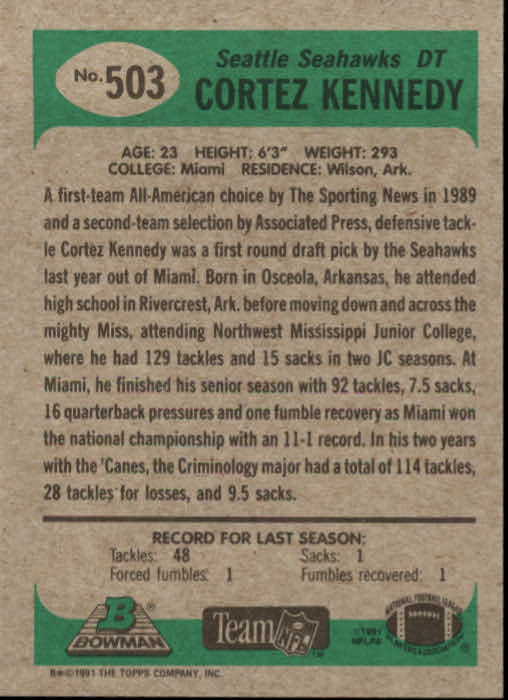 No. 503
Seattle Seahawks DT
CORTEZ KENNEDY
AGE: 23 HEIGHT: 6'3" WEIGHT: 293
COLLEGE: Miami RESIDENCE: Wilson, Ark.
A first-team All-American choice by The Sporting News in 1989
and a second-team selection by Associated Press, defensive tack-
le Cortez Kennedy was a first round draft pick by the Seahawks
last year out of Miami. Born in Osceola, Arkansas, he attended
high school in Rivercrest, Ark. before moving down and across the
mighty Miss, attending Northwest Mississippi Junior College,
where he had 129 tackles and 15 sacks in two JC seasons. At
Miami, he finished his senior season with 92 tackles, 7.5 sacks,
16 quarterback pressures and one fumble recovery as Miami won
the national championship with an 11-1 record. In his two years
with the 'Canes, the Criminology major had a total of 114 tackles,
28 tackles for losses, and 9.5 sacks.
RECORD FOR LAST SEASON:
Tackles: 48 Sacks: 1
Forced fumbles: 1 Fumbles recovered: 1
B
BOWMAN®
Team NFL™
©1991
NFLPA
NATIONAL FOOTBALL LEAGUE
PLAYERS ASSOCIATION ®
B®©1991 THE TOPPS COMPANY, INC.